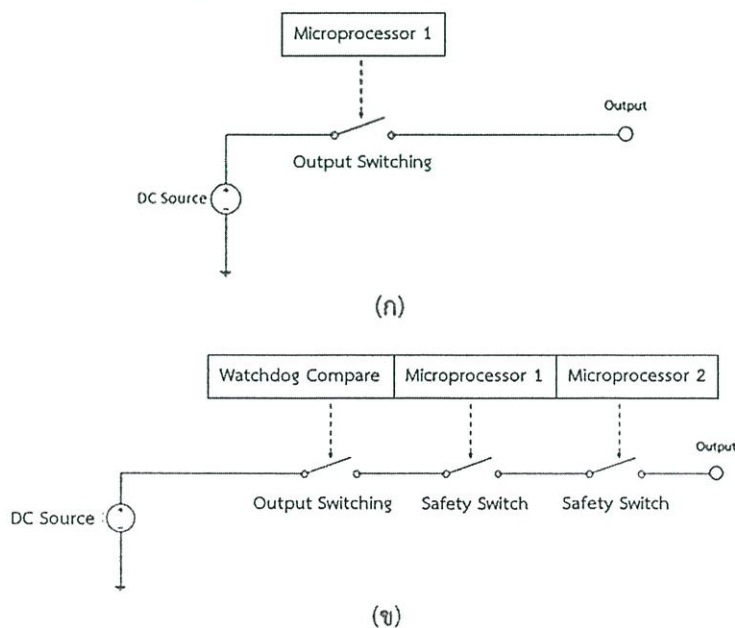 Microprocessor 1
Output
Output Switching
DC Source
(ก)
Watchdog Compare Microprocessor 1 Microprocessor 2
Output
Output Switching Safety Switch Safety Switch
DC Source
(ข)